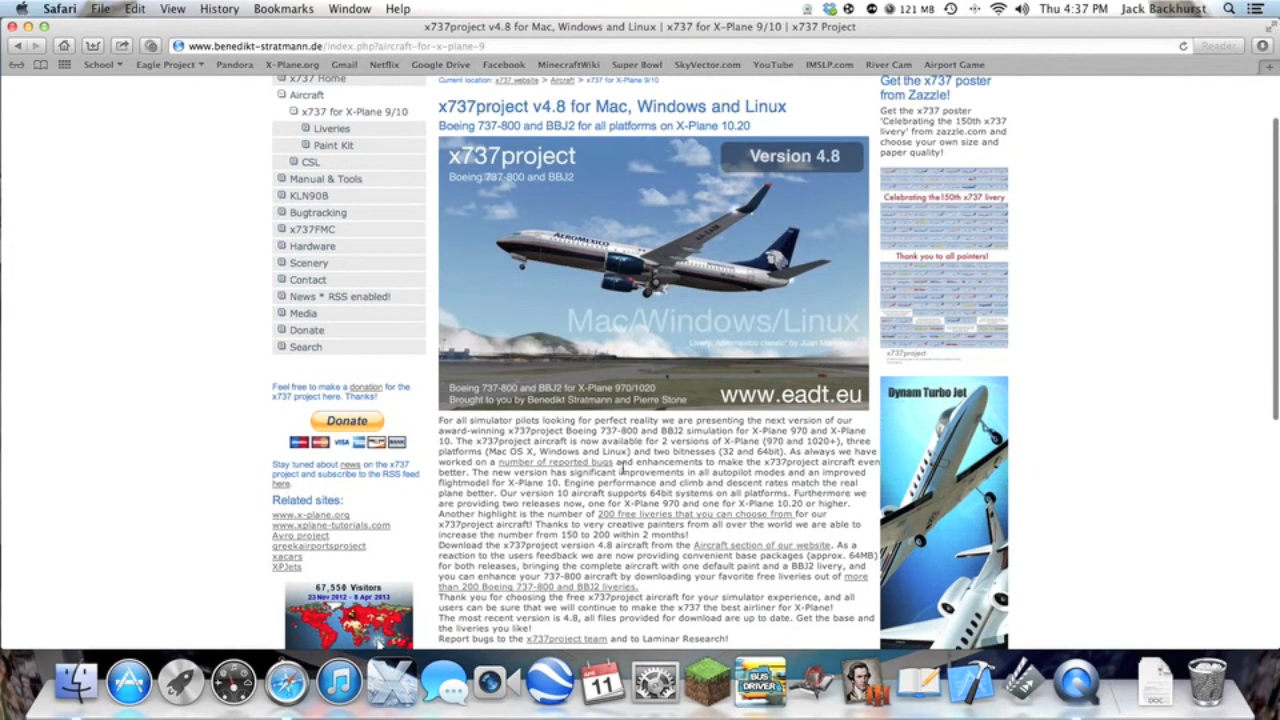 Safari File Edit View History Bookmarks Window Help
121 MB Thu 4:37 PM Jack Backhurst
x737project v4.8 for Mac, Windows and Linux | x737 for X-Plane 9/10 | x737 Project
www.benedikt-stratmann.de/index.php?aircraft-for-x-plane-9
Reader
School Eagle Project Pandora X-Plane.org Gmail Netflix Google Drive Facebook MinecraftWiki Super Bowl SkyVector.com YouTube IMSLP.com River Cam Airport Game
x737 Home
Aircraft
x737 for X-Plane 9/10
Liveries
Paint Kit
CSL
Manual & Tools
KLN90B
Bugtracking
x737FMC
Hardware
Scenery
Contact
News * RSS enabled!
Media
Donate
Search
Feel free to make a donation for the
x737 project here. Thanks!
Donate
VISA
BANK
Stay tuned about news on the x737
project and subscribe to the RSS feed
here.
Related sites:
www.x-plane.org
www.xplane-tutorials.com
Avro project
greekairportsproject
xacars
XPJets
67,550 Visitors
23 Nov 2012 - 8 Apr 2013
Current location: x737 website > Aircraft > x737 for X-Plane 9/10
x737project v4.8 for Mac, Windows and Linux
Boeing 737-800 and BBJ2 for all platforms on X-Plane 10.20
x737project
Version 4.8
Boeing 737-800 and BBJ2
AEROMEXICO
Mac/Windows/Linux
Boeing 737-800 and BBJ2 for X-Plane 970/1020
Brought to you by Benedikt Stratmann and Pierre Stone
www.eadt.eu
For all simulator pilots looking for perfect reality we are presenting the next version of our
award-winning x737project Boeing 737-800 and BBJ2 simulation for X-Plane 970 and X-Plane
10. The x737project aircraft is now available for 2 versions of X-Plane (970 and 1020+), three
platforms (Mac OS X, Windows and Linux) and two bitnesses (32 and 64bit). As always we have
worked on a number of reported bugs and enhancements to make the x737project aircraft even
better. The new version has significant improvements in all autopilot modes and an improved
flightmodel for X-Plane 10. Engine performance and climb and descent rates match the real
plane better. Our version 10 aircraft supports 64bit systems on all platforms. Furthermore we
are providing two releases now, one for X-Plane 970 and one for X-Plane 10.20 or higher.
Another highlight is the number of 200 free liveries that you can choose from for our
x737project aircraft! Thanks to very creative painters from all over the world we are able to
increase the number from 150 to 200 within 2 months!
Download the x737project version 4.8 aircraft from the Aircraft section of our website. As a
reaction to the users feedback we are now providing convenient base packages (approx. 64MB)
for both releases, bringing the complete aircraft with one default paint and a BBJ2 livery, and
you can enhance your 737-800 aircraft by downloading your favorite free liveries out of more
than 200 Boeing 737-800 and BBJ2 liveries.
Thank you for choosing the free x737project aircraft for your simulator experience, and all
users can be sure that we will continue to make the x737 the best airliner for X-Plane!
The most recent version is 4.8, all files provided for download are up to date. Get the base and
the liveries you like!
Report bugs to the x737project team and to Laminar Research!
Get the x737 poster
from Zazzle!
Get the x737 poster
'Celebrating the 150th x737
livery' from zazzle.com and
choose your own size and
paper quality!
Celebrating the 150th x737 livery
Thank you to all painters!
x737project
Dynam Turbo Jet
APR
11
BUS
DRIVER
DOC